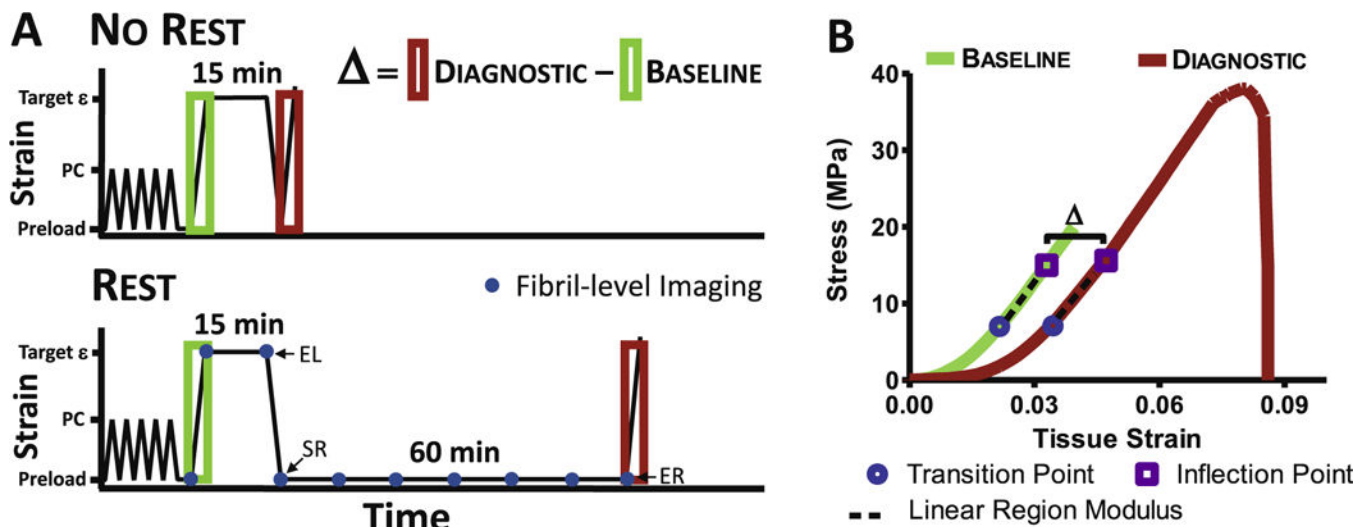 A NO REST
15 min
Δ = DIAGNOSTIC – BASELINE
Target ε
PC
Preload
Strain
REST
Fibril-level Imaging
15 min
Target ε
EL
PC
Strain
SR
60 min
Preload
ER
Time
B
BASELINE DIAGNOSTIC
40
30
20
10
0
Stress (MPa)
Δ
0.00 0.03 0.06 0.09
Tissue Strain
Transition Point Inflection Point
Linear Region Modulus